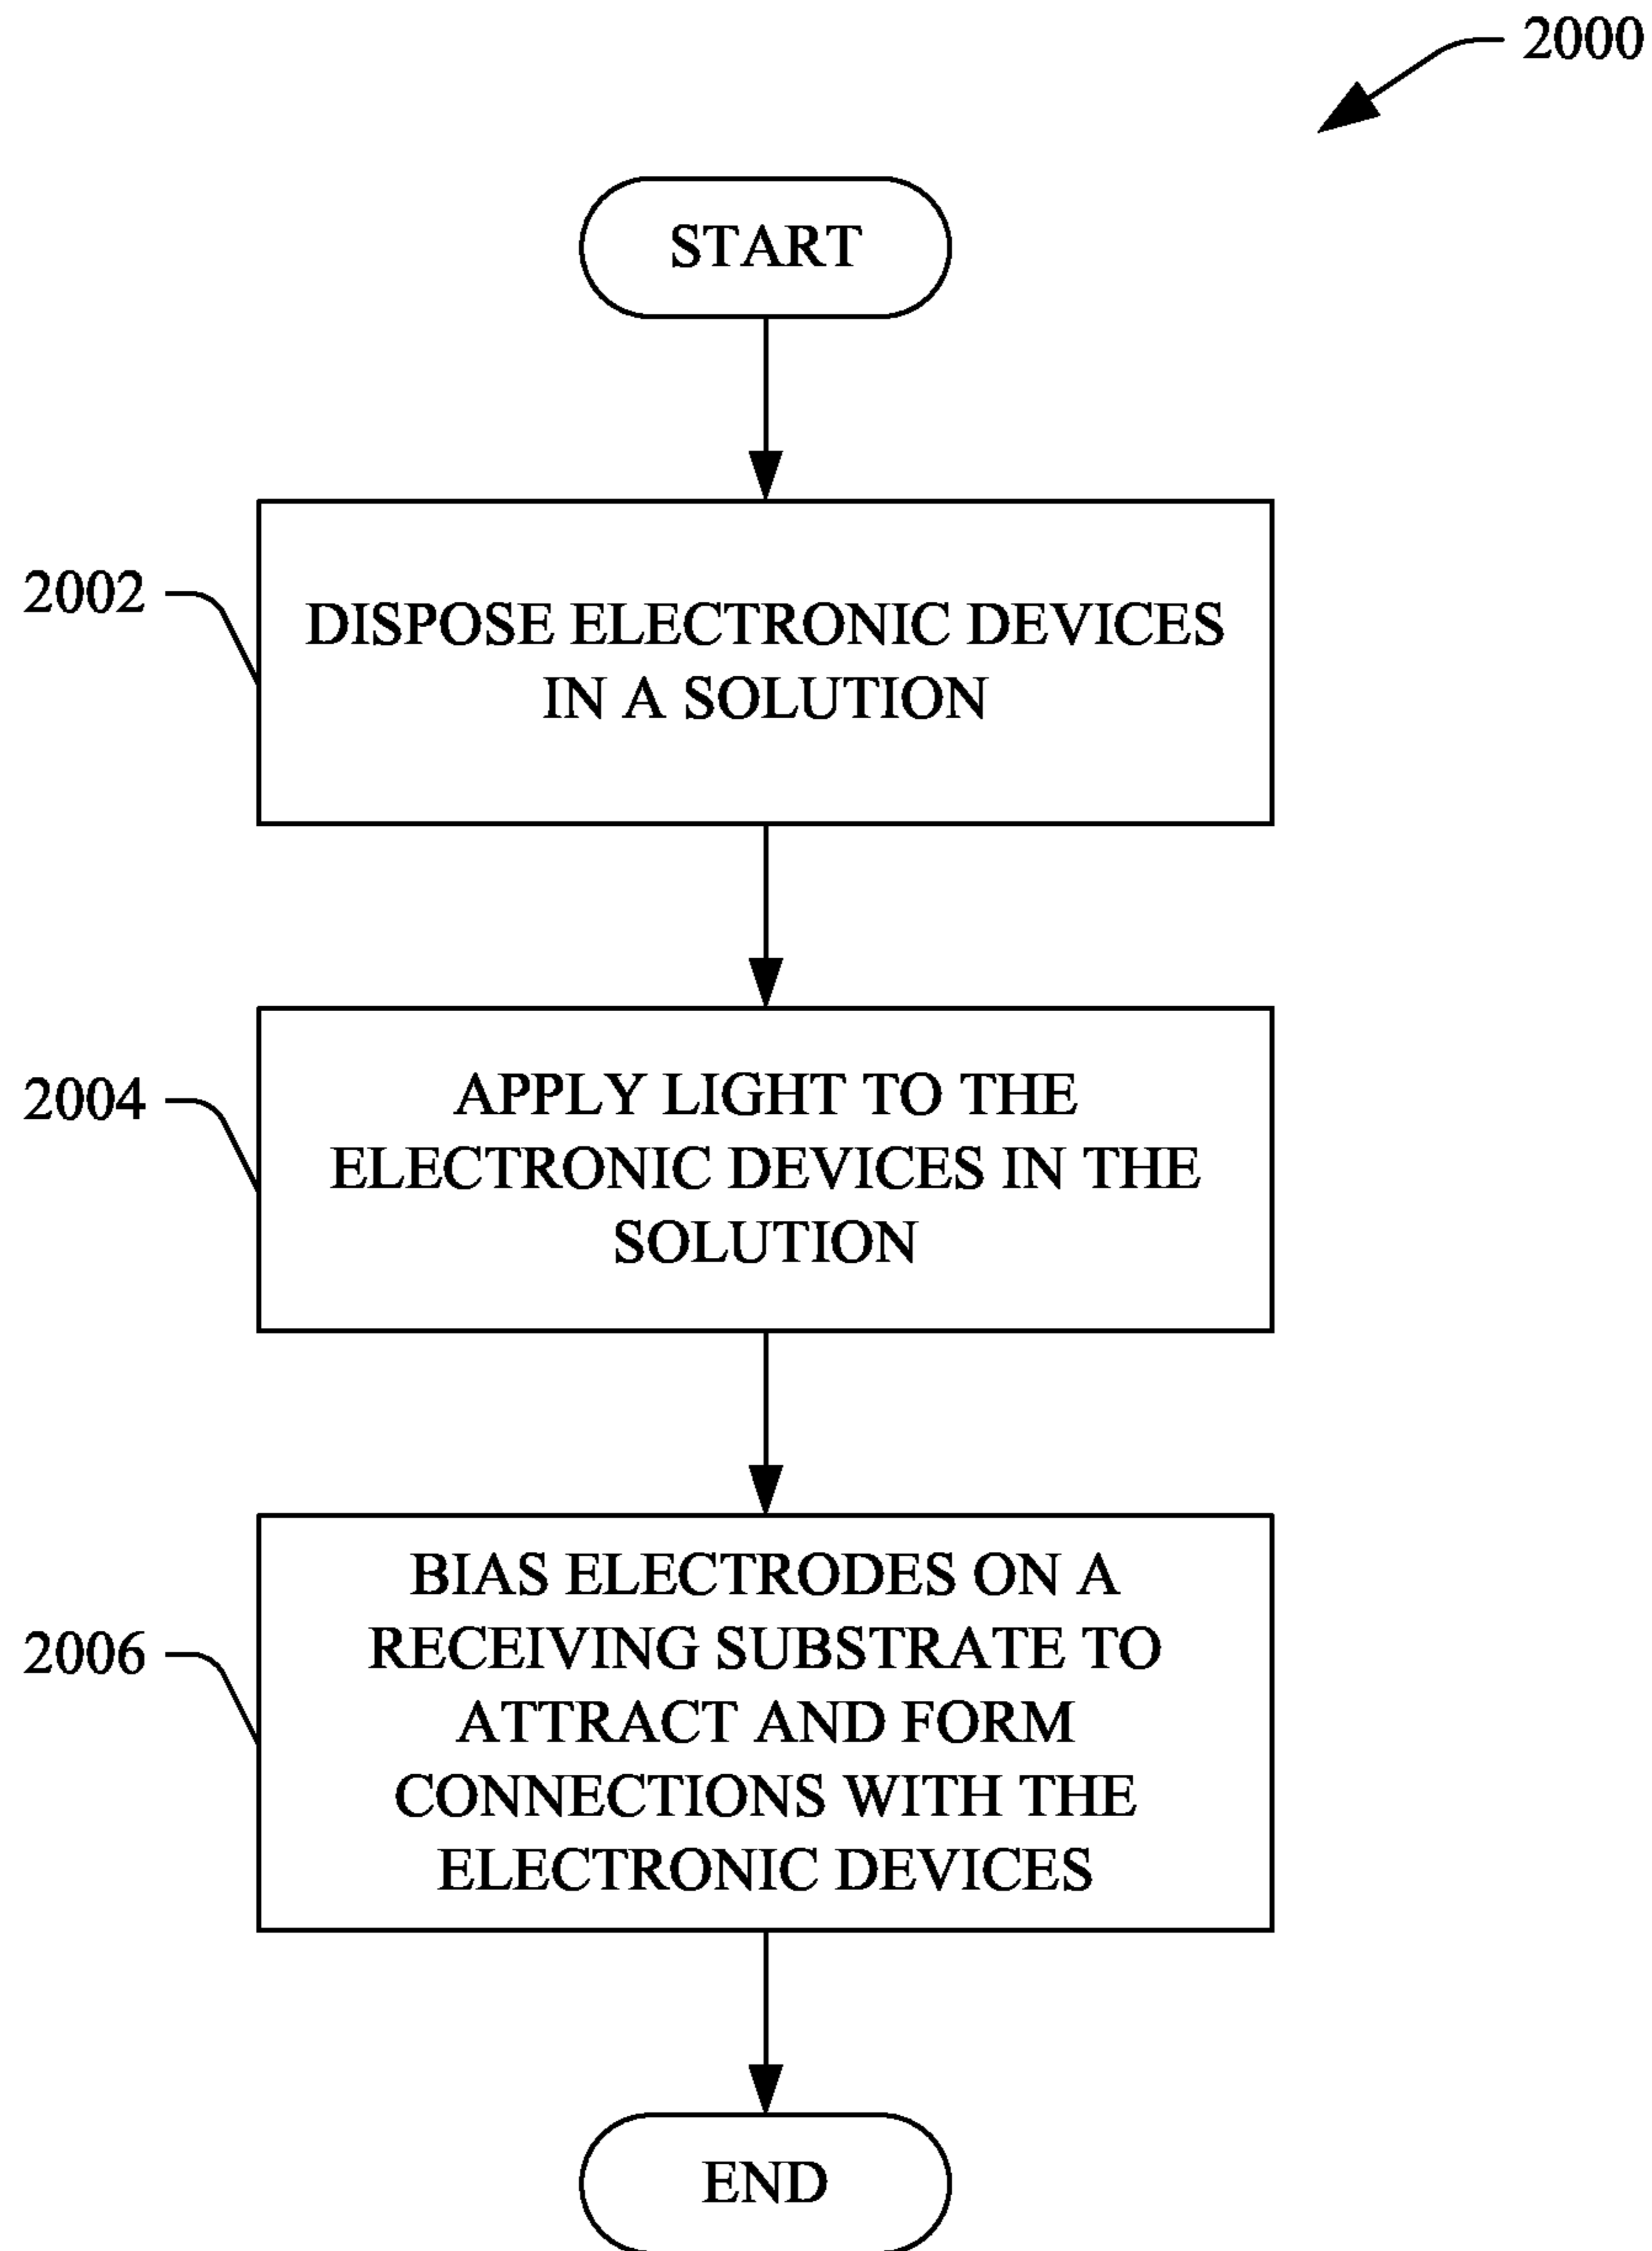 2000
START
2002
DISPOSE ELECTRONIC DEVICES
IN A SOLUTION
2004
APPLY LIGHT TO THE
ELECTRONIC DEVICES IN THE
SOLUTION
2006
BIAS ELECTRODES ON A
RECEIVING SUBSTRATE TO
ATTRACT AND FORM
CONNECTIONS WITH THE
ELECTRONIC DEVICES
END